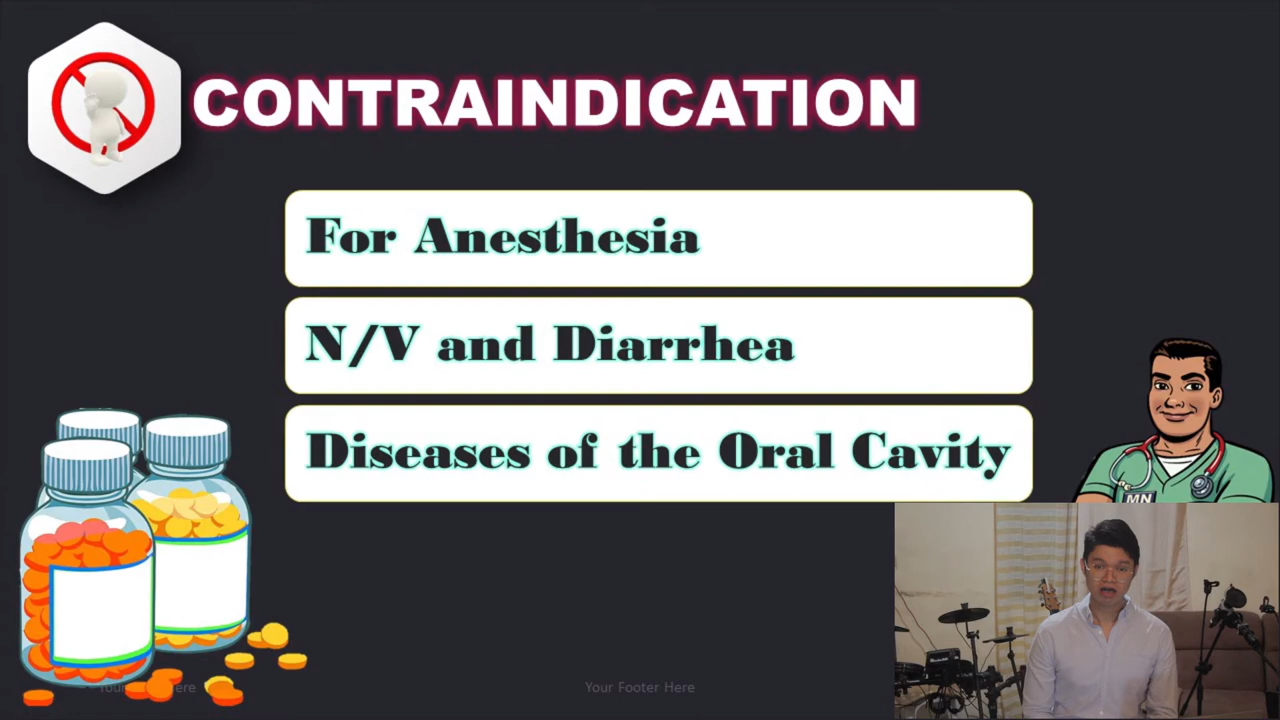 CONTRAINDICATION
For Anesthesia
N/V and Diarrhea
Diseases of the Oral Cavity
MN
Your Footer Here